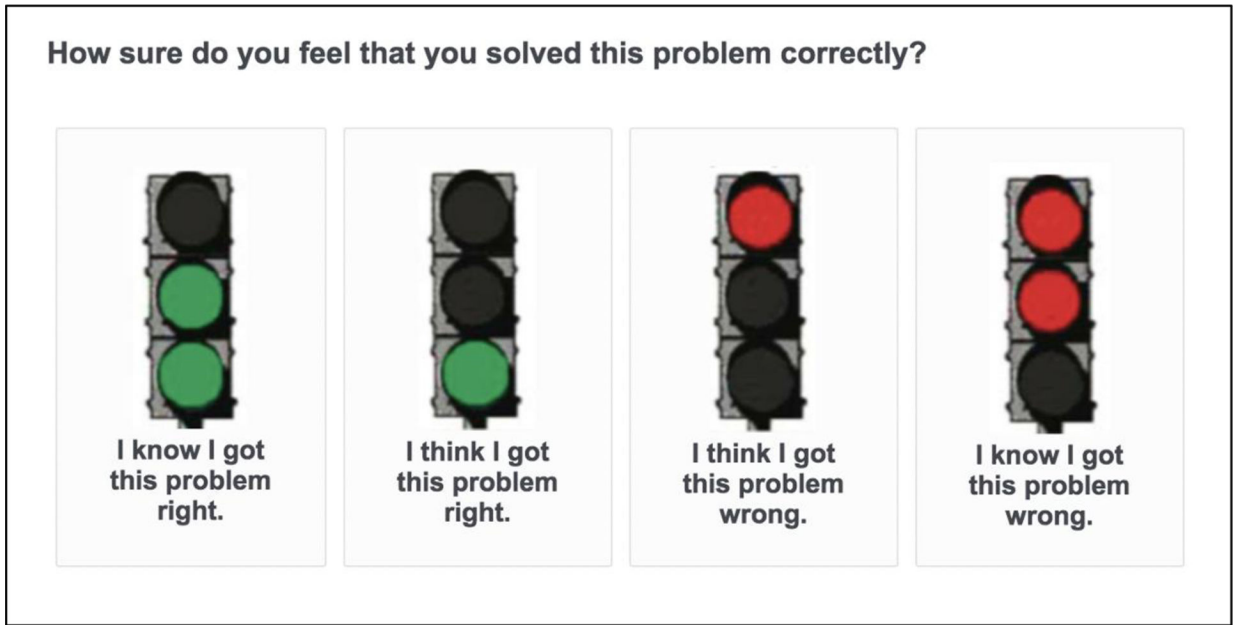 How sure do you feel that you solved this problem correctly?
I know I got
this problem
right.
I think I got
this problem
right.
I think I got
this problem
wrong.
I know I got
this problem
wrong.